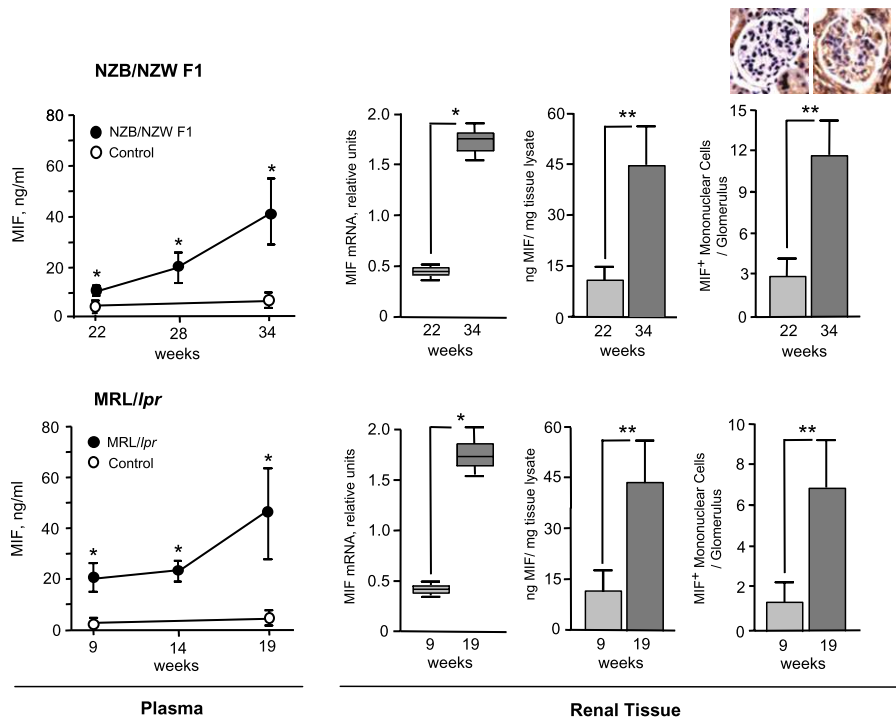 NZB/NZW F1
MIF, ng/ml
80
60
40
20
0
NZB/NZW F1
Control
*
*
*
22 28 34
weeks
MIF mRNA, relative units
2.0
1.5
1.0
0.5
0
*
22 34
weeks
ng MIF/ mg tissue lysate
60
45
30
15
0
**
22 34
weeks
MIF+ Mononuclear Cells
/ Glomerulus
15
12
9
6
3
0
**
22 34
weeks
MRL/lpr
MIF, ng/ml
80
60
40
20
0
MRL/lpr
Control
*
*
*
9 14 19
weeks
MIF mRNA, relative units
2.0
1.5
1.0
0.5
0
*
9 19
weeks
ng MIF/ mg tissue lysate
60
45
30
15
0
**
9 19
weeks
MIF+ Mononuclear Cells
/ Glomerulus
10
8
6
4
2
0
**
9 19
weeks
Plasma
Renal Tissue